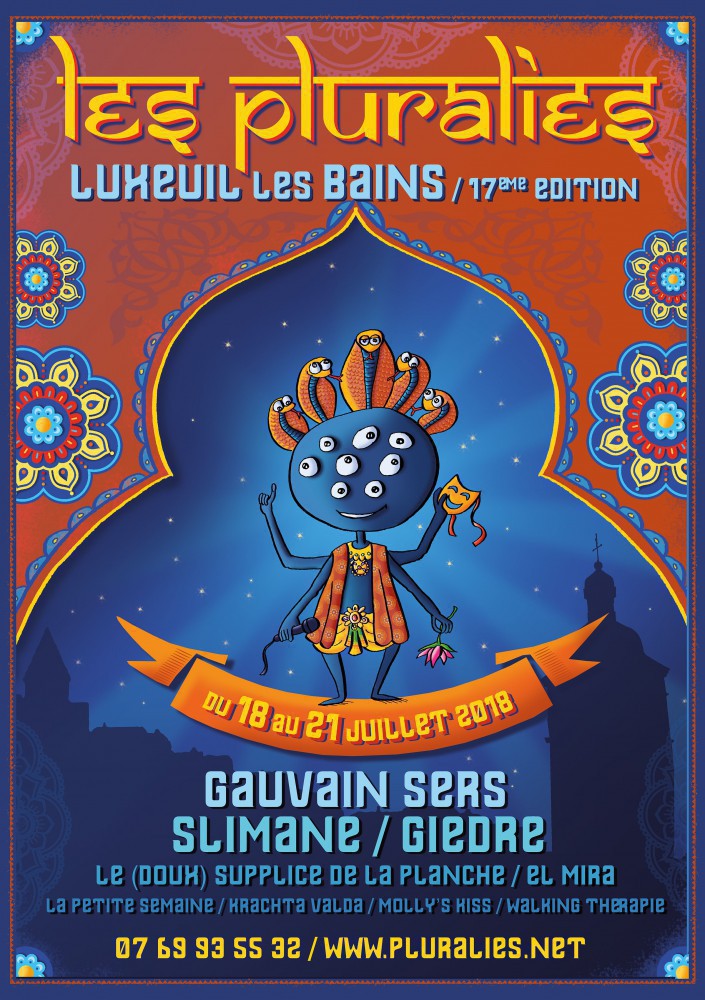 les pluralies
LUXEUIL Les BAINS / 17eme edition
DU 18 au 21 JUILLET 2018
GAUVAIN SERS
SLIMANE / GIEDRE
Le (DOUX) SUPPLICE DE LA PLANCHE / EL MIRA
La Petite Semaine / Krachta Valda / Molly's Kiss / Walking Therapie
07 69 93 55 32 / WWW.PLURALIES.NET